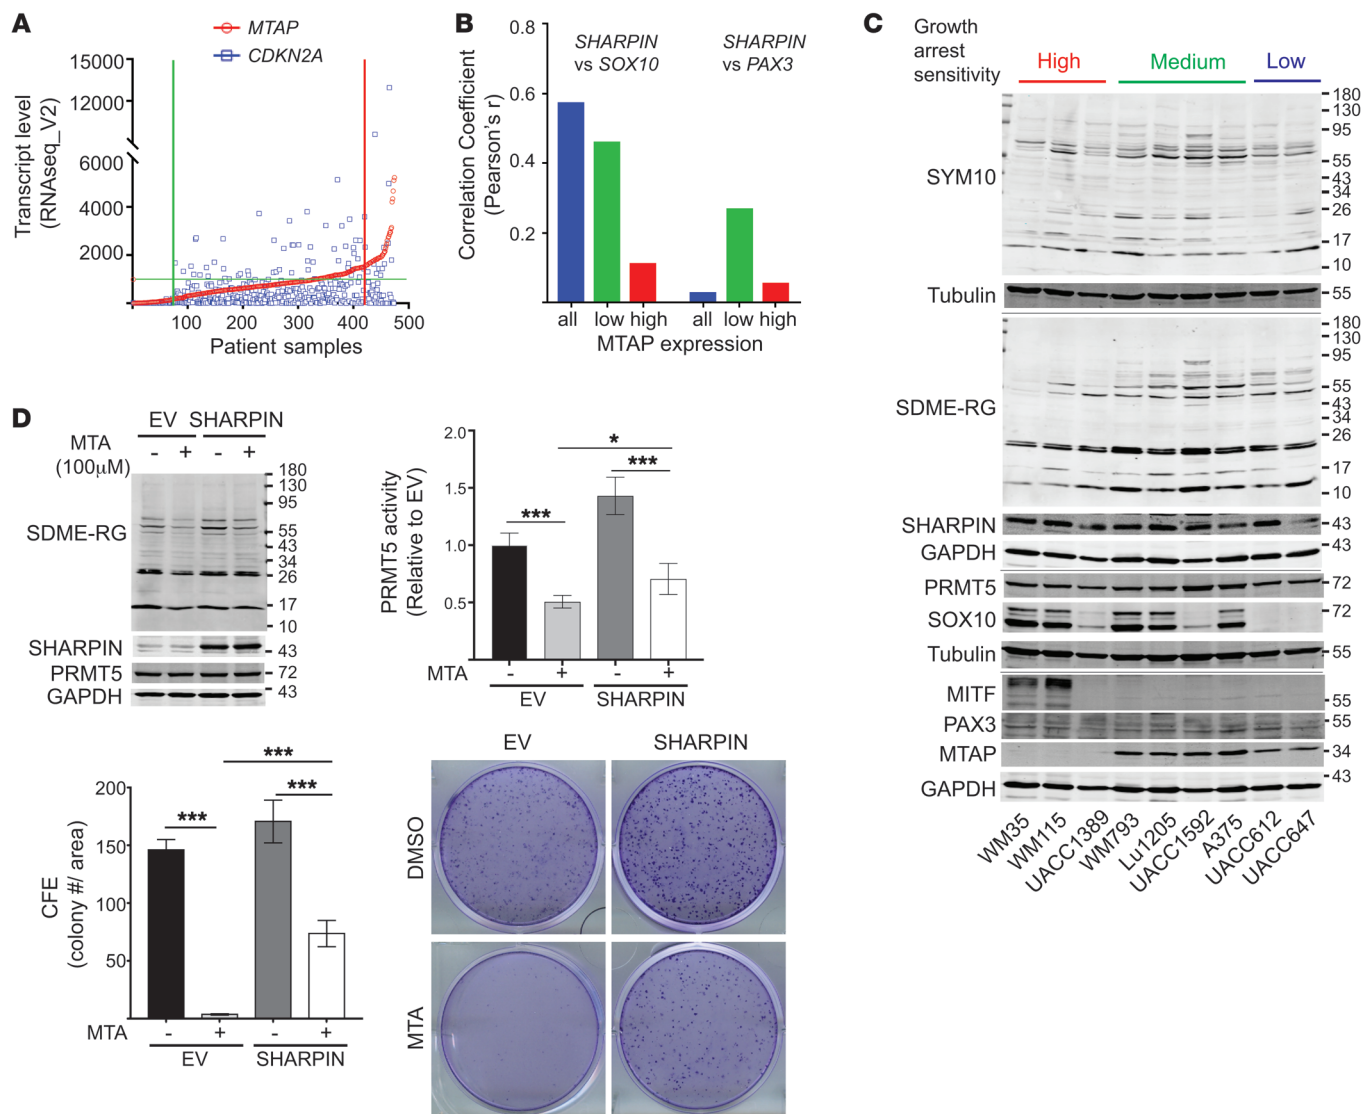 A
MTAP
CDKN2A
Transcript level
(RNAseq_V2)
15000
12000
6000
4000
2000
100
200
300
400
500
Patient samples
B
0.8
0.6
0.4
0.2
Correlation Coefficient
(Pearson's r)
SHARPIN
vs SOX10
SHARPIN
vs PAX3
all
low
high
all
low
high
MTAP expression
C
Growth
arrest
sensitivity
High
Medium
Low
SYM10
180
130
95
55
43
34
26
17
10
Tubulin
55
SDME-RG
180
130
95
55
43
34
26
17
10
SHARPIN
43
GAPDH
43
PRMT5
72
SOX10
72
Tubulin
55
MITF
55
PAX3
55
MTAP
34
GAPDH
43
WM35
WM115
UACC1389
WM793
Lu1205
UACC1592
A375
UACC612
UACC647
D
EV
SHARPIN
MTA
(100µM)
-
+
-
+
SDME-RG
180
130
95
55
43
34
26
17
10
SHARPIN
43
PRMT5
72
GAPDH
43
PRMT5 activity
(Relative to EV)
2.0
1.5
1.0
0.5
***
*
***
MTA
-
+
-
+
EV
SHARPIN
CFE
(colony #/ area)
200
150
100
50
***
***
***
MTA
-
+
-
+
EV
SHARPIN
EV
SHARPIN
DMSO
MTA